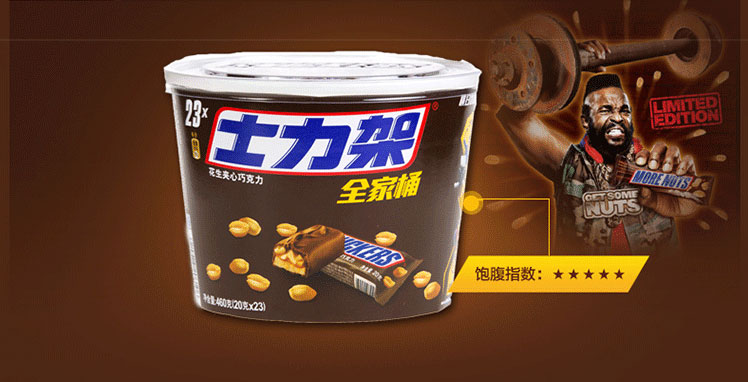 23x
士力架®
花生夹心巧克力
全家桶
NICKERS
净含量:460克(20克x23)
饱腹指数：★★★★★
LIMITED
EDITION
MORE NUTS
GET SOME
NUTS